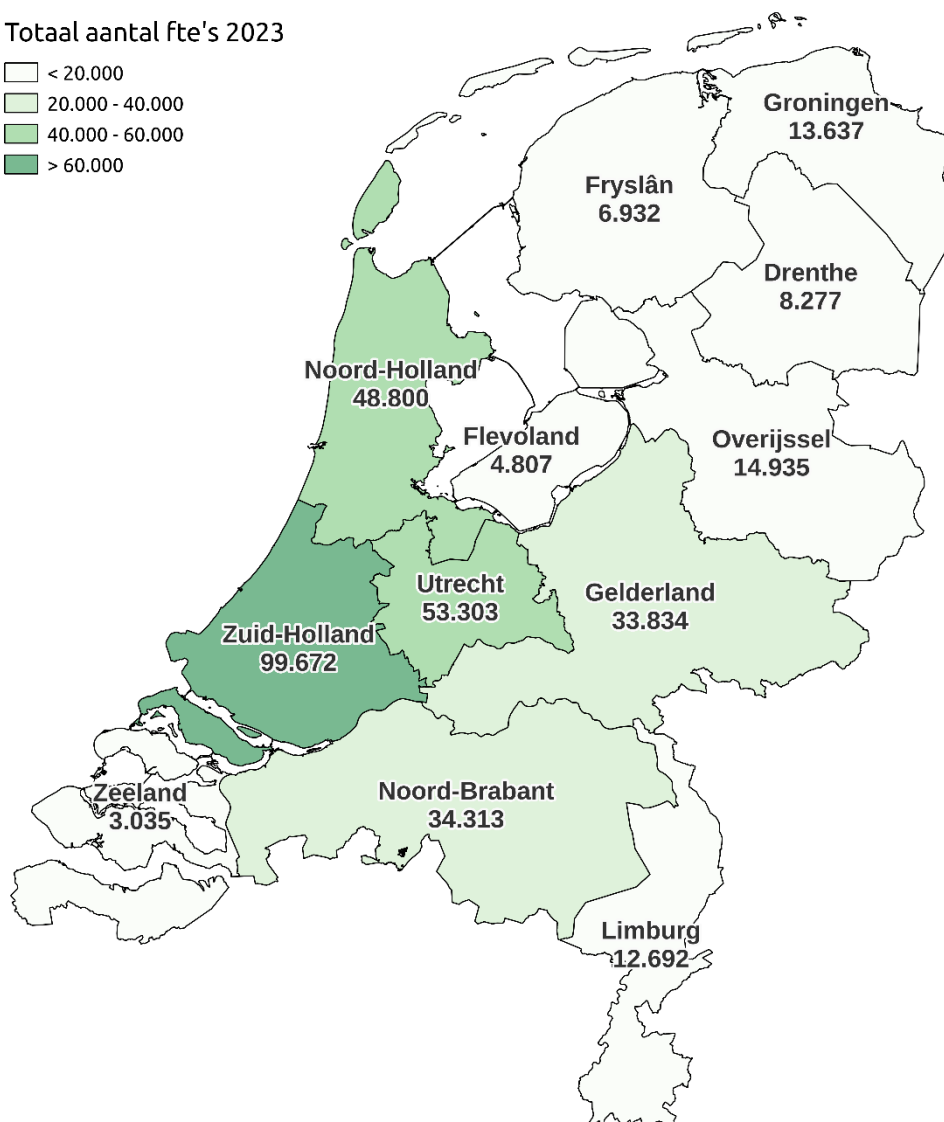 Totaal aantal fte's 2023
< 20.000
20.000 - 40.000
40.000 - 60.000
> 60.000
Groningen
13.637
Fryslân
6.932
Drenthe
8.277
Noord-Holland
48.800
Flevoland
4.807
Overijssel
14.935
Utrecht
53.303
Gelderland
33.834
Zuid-Holland
99.672
Zeeland
3.035
Noord-Brabant
34.313
Limburg
12.692